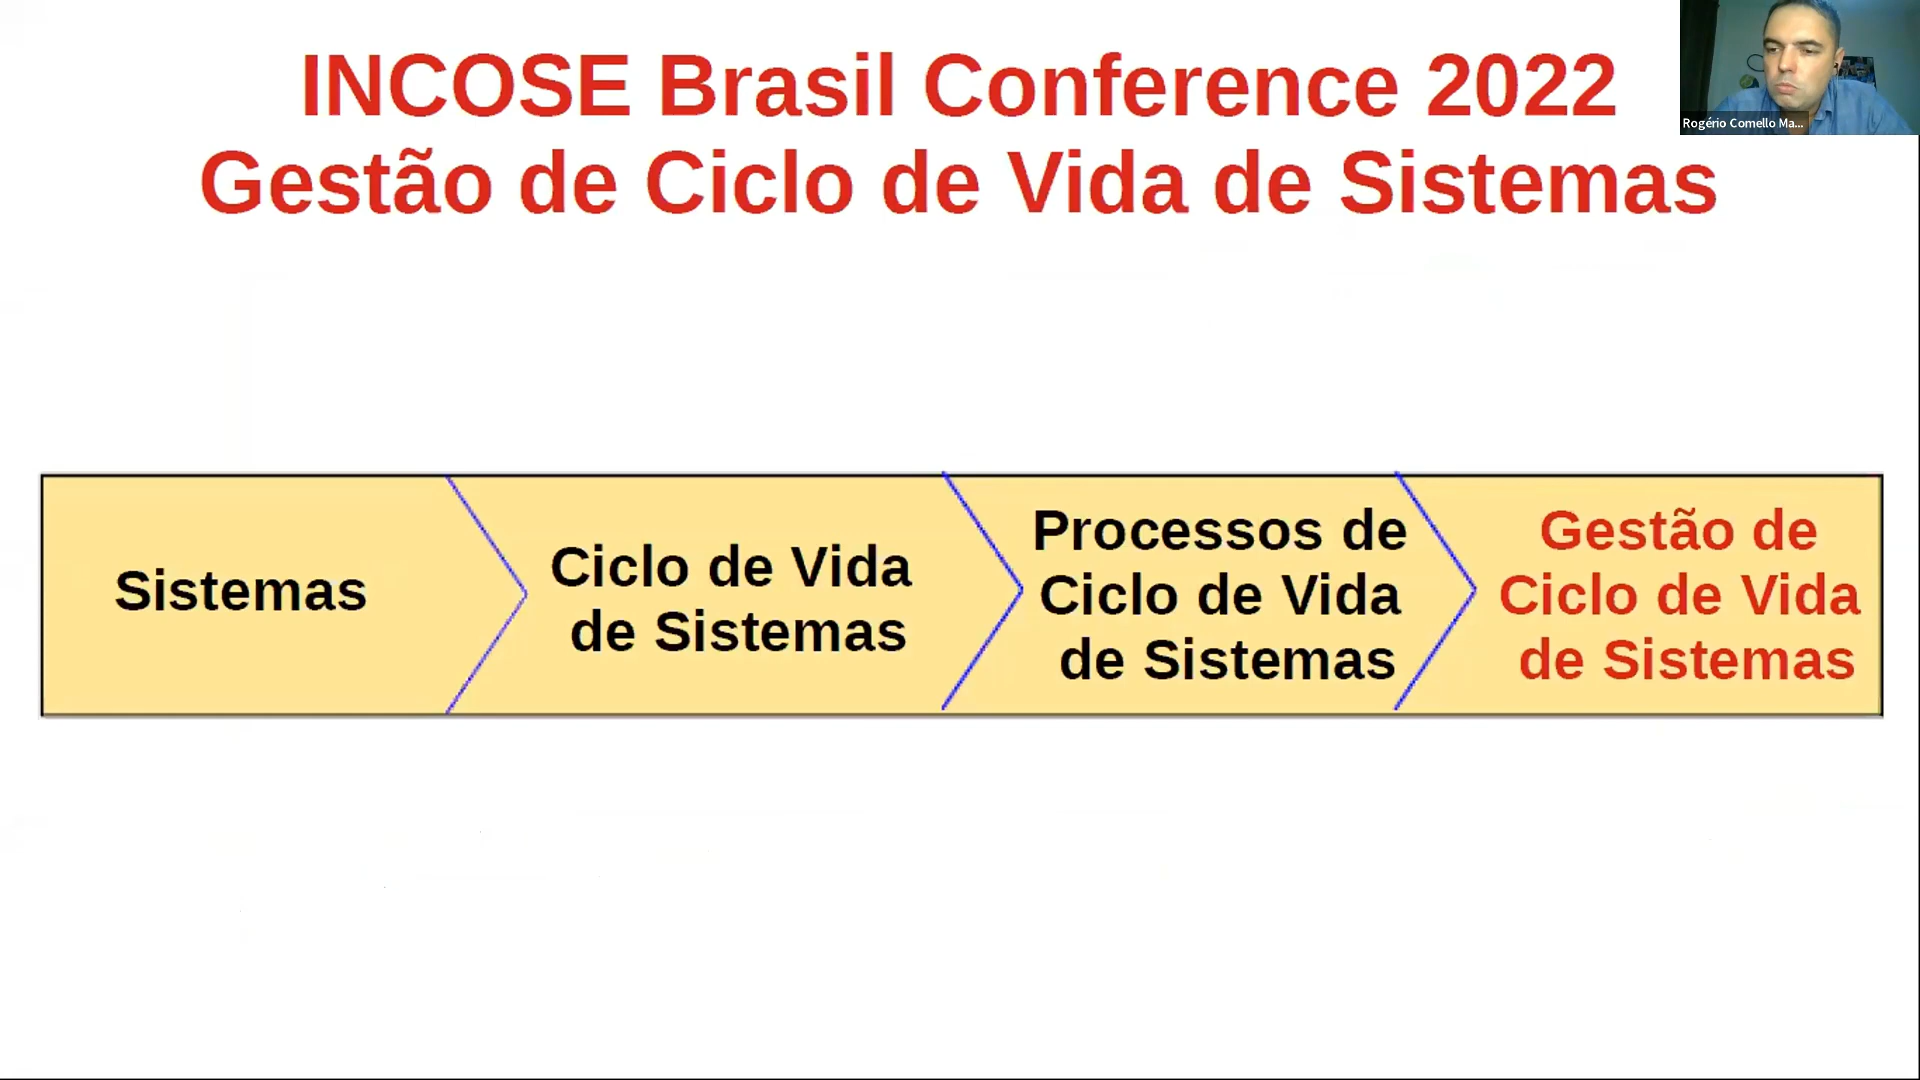 INCOSE Brasil Conference 2022
Gestão de Ciclo de Vida de Sistemas
Rogério Comello Ma...
Sistemas
Ciclo de Vida
de Sistemas
Processos de
Ciclo de Vida
de Sistemas
Gestão de
Ciclo de Vida
de Sistemas